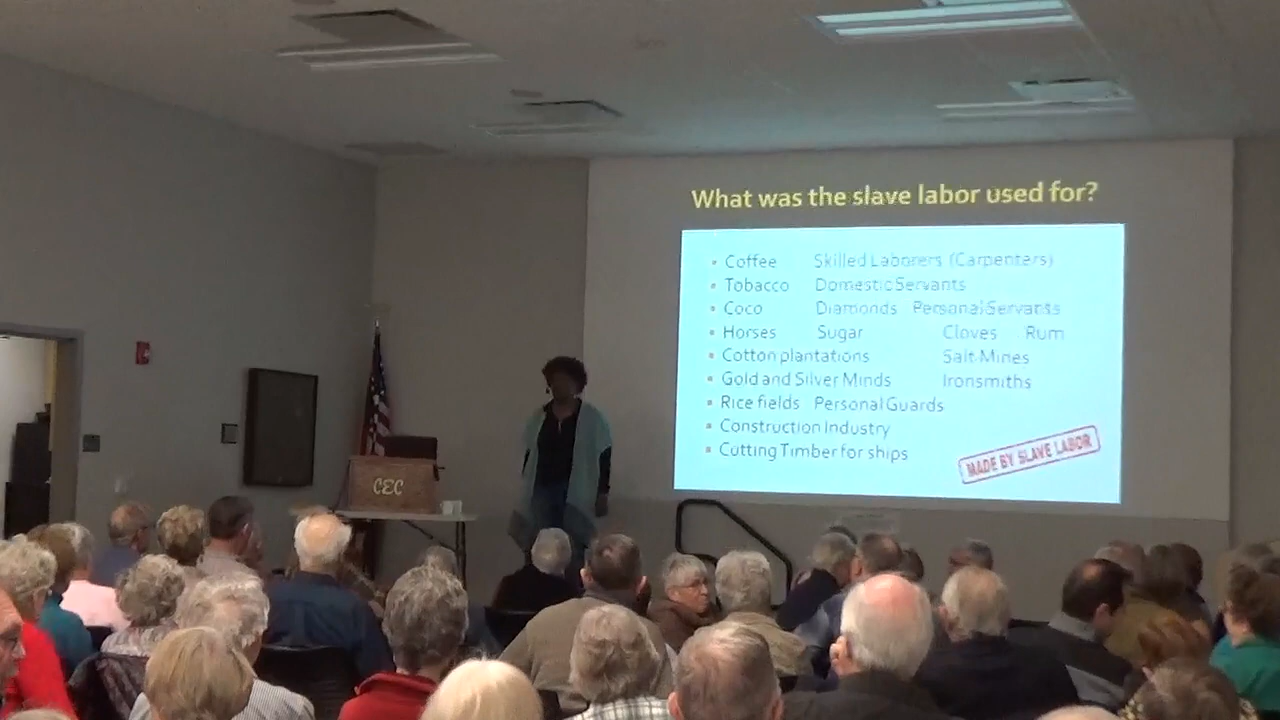 What was the slave labor used for?
Coffee Skilled Laborers (Carpenters)
Tobacco Domestic Servants
Coco Diamonds Personal Servants
Horses Sugar Cloves Rum
Cotton plantations Salt Mines
Gold and Silver Minds Ironsmiths
Rice fields Personal Guards
Construction Industry
Cutting Timber for ships
MADE BY SLAVE LABOR
CEC